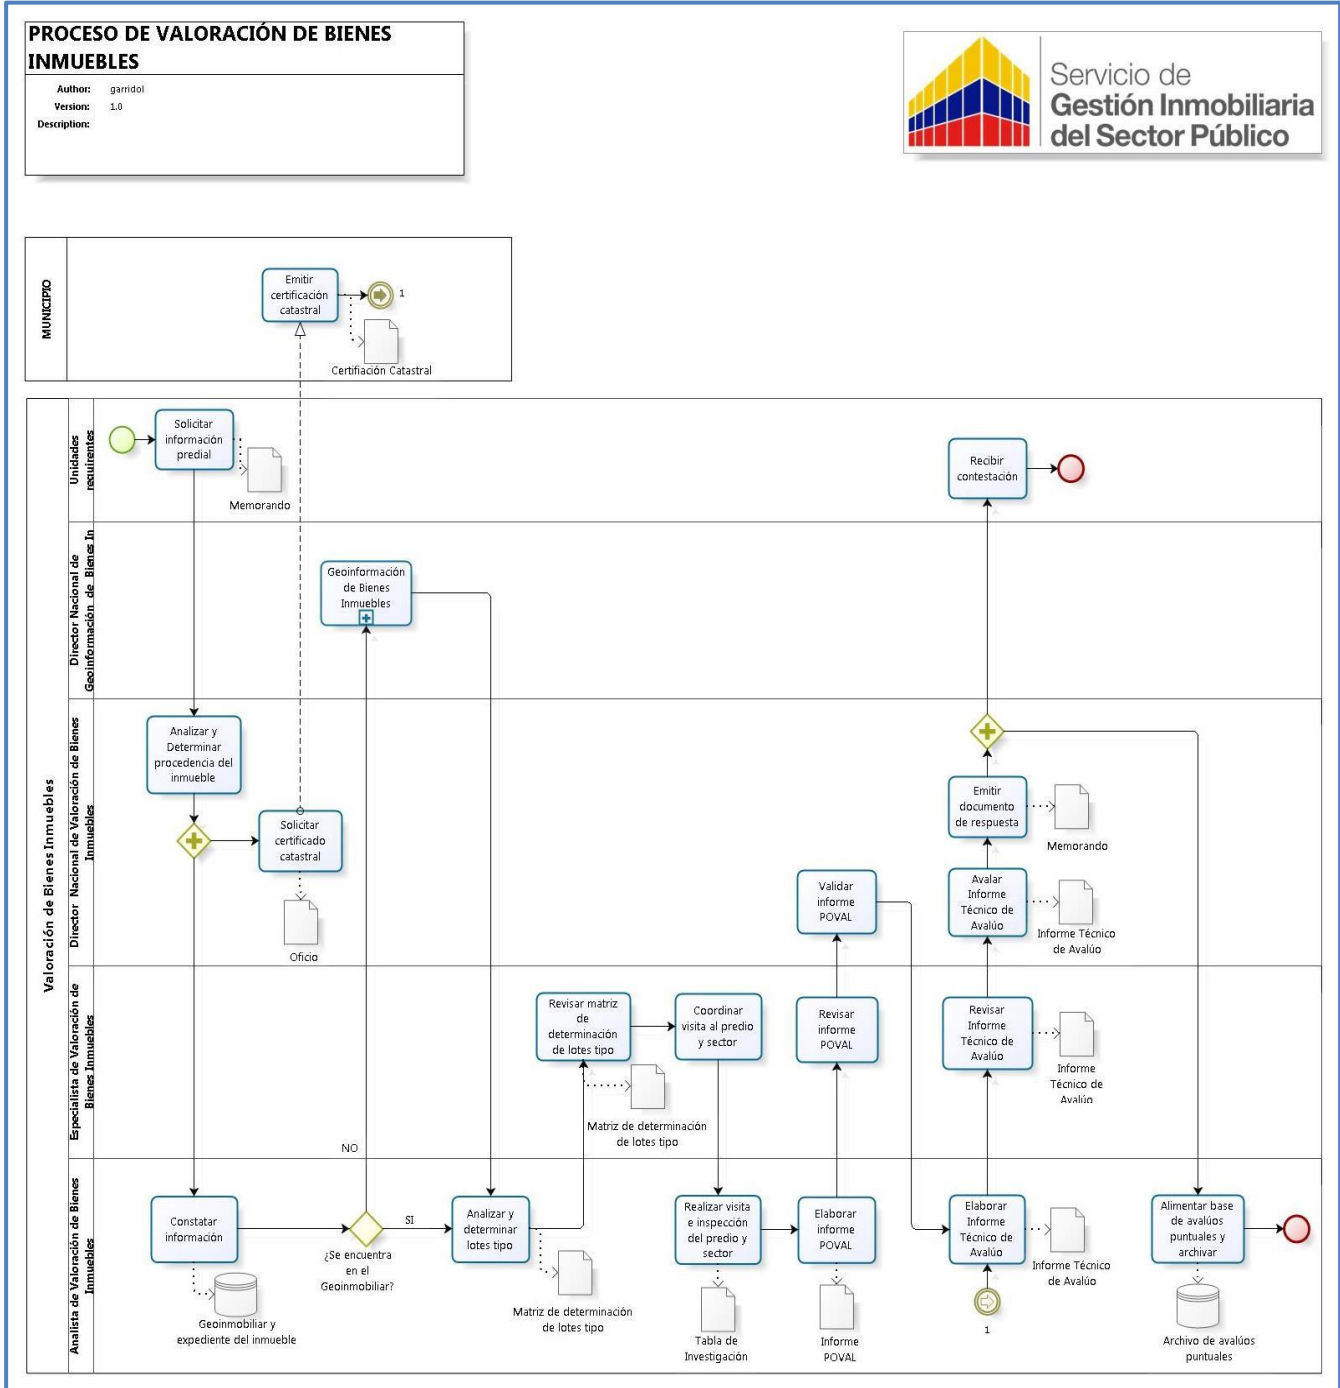 PROCESO DE VALORACIÓN DE BIENES
INMUEBLES
Author: garridol
Version: 1.0
Description:
Servicio de
Gestión Inmobiliaria
del Sector Público
MUNICIPIO
Emitir
certificación
catastral
1
Certifiación Catastral
Valoración de Bienes Inmuebles
Unidades
requirentes
Solicitar
información
predial
Memorando
Recibir
contestación
Director Nacional de
Geoinformación de Bienes In
Geoinformación
de Bienes
Inmuebles
Director Nacional de Valoración de Bienes
Inmuebles
Analizar y
Determinar
procedencia del
inmueble
Solicitar
certificado
catastral
Oficio
Validar
informe
POVAL
Emitir
documento
de respuesta
Memorando
Avalar
Informe
Técnico de
Avalúo
Informe Técnico
de Avalúo
Especialista de Valoración de
Bienes Inmuebles
Revisar matriz
de
determinación
de lotes tipo
Matriz de determinación
de lotes tipo
Coordinar
visita al predio
y sector
Revisar
informe
POVAL
Revisar
Informe
Técnico de
Avalúo
Informe
Técnico de
Avalúo
NO
Analista de Valoración de Bienes
Inmuebles
Constatar
información
Geoinmobiliar y
expediente del inmueble
¿Se encuentra
en el
Geoinmobiliar?
SI
Analizar y
determinar
lotes tipo
Matriz de determinación
de lotes tipo
Realizar visita
e inspección
del predio y
sector
Tabla de
Investigación
Elaborar
informe
POVAL
Informe
POVAL
Elaborar
Informe
Técnico de
Avalúo
Informe Técnico
de Avalúo
1
Alimentar base
de avalúos
puntuales y
archivar
Archivo de avalúos
puntuales